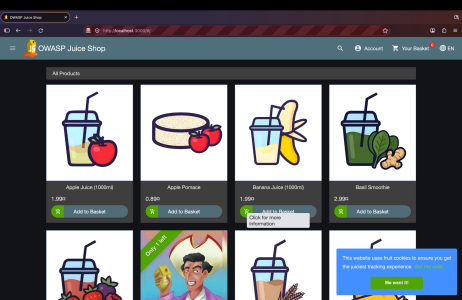 OWASP Juice Shop
http://localhost:3000/#/
OWASP Juice Shop
Account
Your Basket
EN
All Products
Apple Juice (1000ml)
Apple Pomace
Banana Juice (1000ml)
Basil Smoothie
1.99¤
0.89¤
1.99¤
2.99¤
Add to Basket
Add to Basket
Add to Basket
Add to Basket
Click for more
information
Only 1 left
This website uses fruit cookies to ensure you get
the juiciest tracking experience.
Me want it!